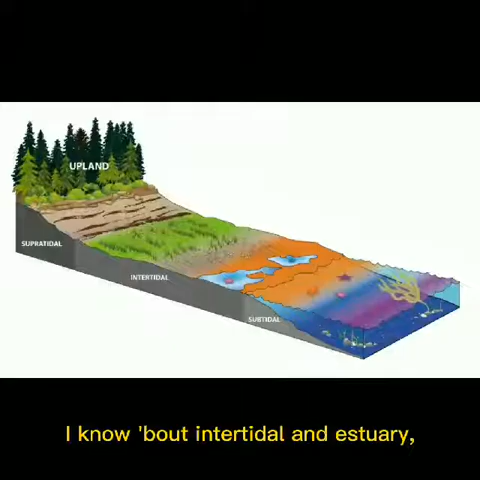 UPLAND
SUPRATIDAL
INTERTIDAL
SUBTIDAL
I know 'bout intertidal and estuary,